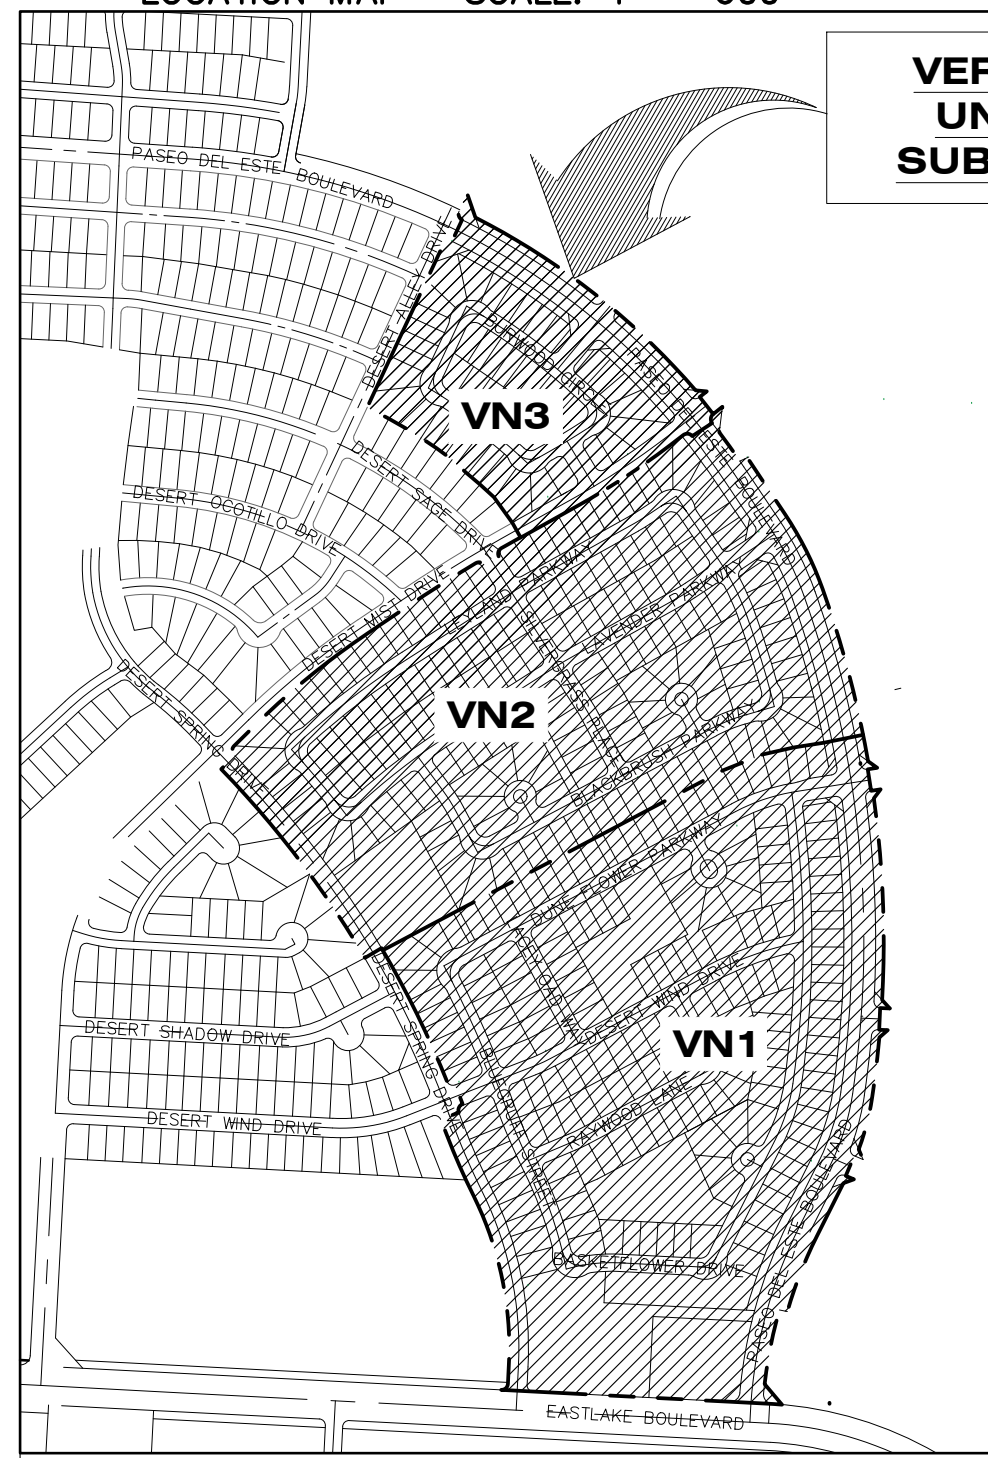 VER
UN
SUB
PASEO DEL ESTE BOULEVARD
DESERT ALLEY DRIVE
BURWOOD CIRCLE
PASEO DEL ESTE BOULEVARD
VN3
DESERT SAGE DRIVE
DESERT OCOTILLO DRIVE
DESERT MIST DRIVE
LEYLAND PARKWAY
LAVENDER PARKWAY
SILVERGRASS PLACE
DESERT SPRING DRIVE
VN2
BLACKBRUSH PARKWAY
DUNE FLOWER PARKWAY
DESERT SPRING DRIVE
DESERT WIND DRIVE
VN1
DESERT SHADOW DRIVE
STREET
RAYWOOD LANE
DESERT WIND DRIVE
PASEO DEL ESTE BOULEVARD
BASKETFLOWER DRIVE
EASTLAKE BOULEVARD